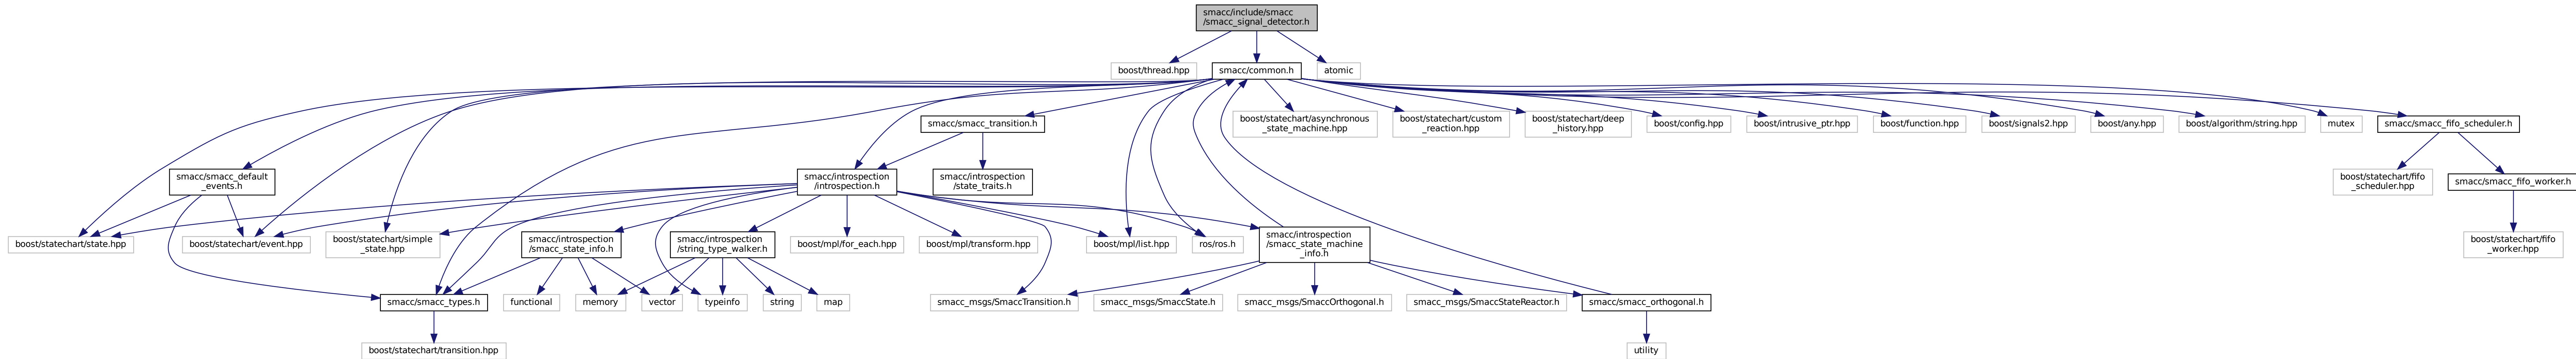 smacc/include/smacc
/smacc_signal_detector.h
boost/thread.hpp
smacc/common.h
atomic
smacc/smacc_transition.h
boost/statechart/asynchronous
_state_machine.hpp
boost/statechart/custom
_reaction.hpp
boost/statechart/deep
_history.hpp
boost/config.hpp
boost/intrusive_ptr.hpp
boost/function.hpp
boost/signals2.hpp
boost/any.hpp
boost/algorithm/string.hpp
mutex
smacc/smacc_fifo_scheduler.h
smacc/smacc_default
_events.h
smacc/introspection
/introspection.h
smacc/introspection
/state_traits.h
boost/statechart/fifo
_scheduler.hpp
smacc/smacc_fifo_worker.h
boost/statechart/state.hpp
boost/statechart/event.hpp
boost/statechart/simple
_state.hpp
smacc/introspection
/smacc_state_info.h
smacc/introspection
/string_type_walker.h
boost/mpl/for_each.hpp
boost/mpl/transform.hpp
boost/mpl/list.hpp
ros/ros.h
smacc/introspection
/smacc_state_machine
_info.h
boost/statechart/fifo
_worker.hpp
smacc/smacc_types.h
functional
memory
vector
typeinfo
string
map
smacc_msgs/SmaccTransition.h
smacc_msgs/SmaccState.h
smacc_msgs/SmaccOrthogonal.h
smacc_msgs/SmaccStateReactor.h
smacc/smacc_orthogonal.h
boost/statechart/transition.hpp
utility